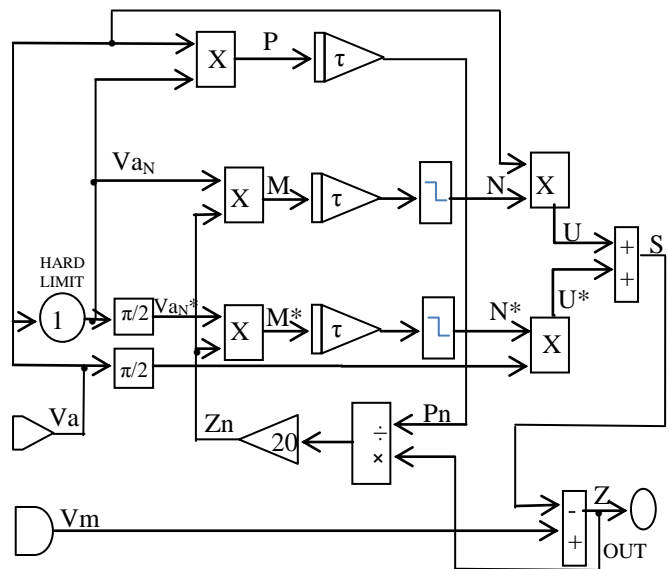 X P τ
Va_N X M τ N X
U
+ S
+
HARD
LIMIT
1 π/2 Va_N* X M* τ N* U*
X
π/2
Va Zn 20 ÷ Pn
×
Vm - Z
+ OUT